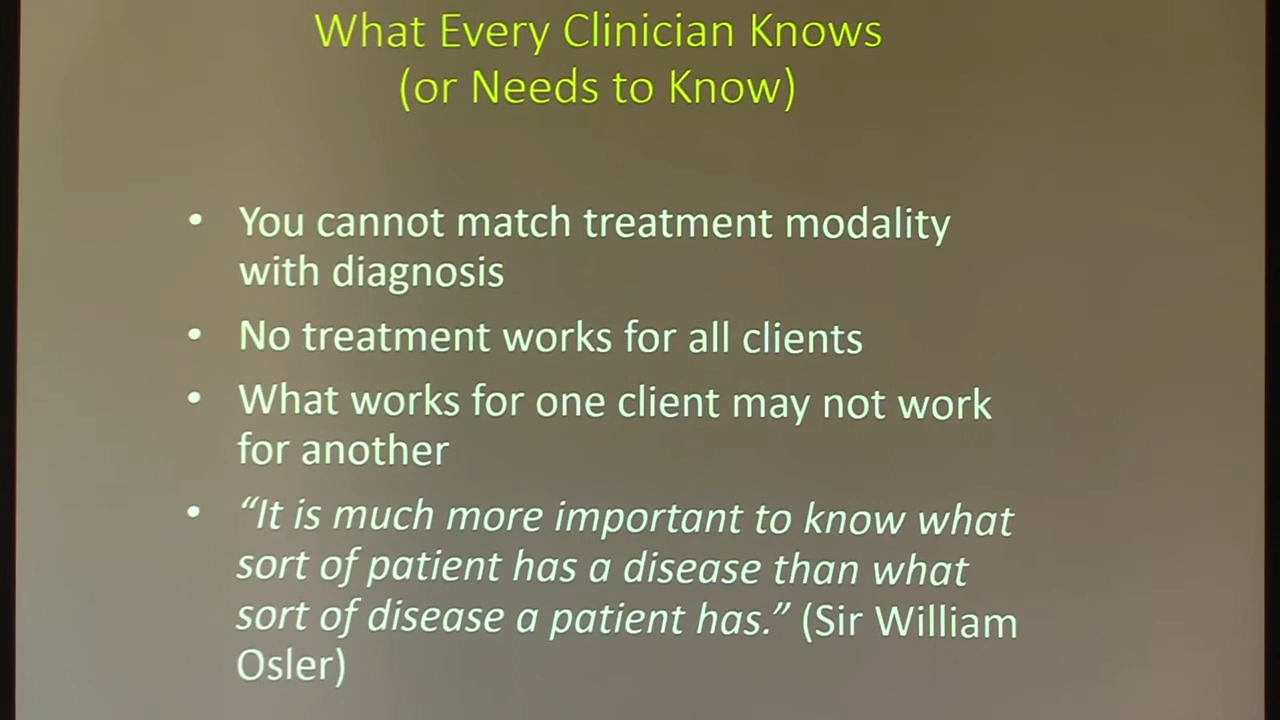 What Every Clinician Knows
(or Needs to Know)
• You cannot match treatment modality
with diagnosis
• No treatment works for all clients
• What works for one client may not work
for another
• “It is much more important to know what
sort of patient has a disease than what
sort of disease a patient has.” (Sir William
Osler)